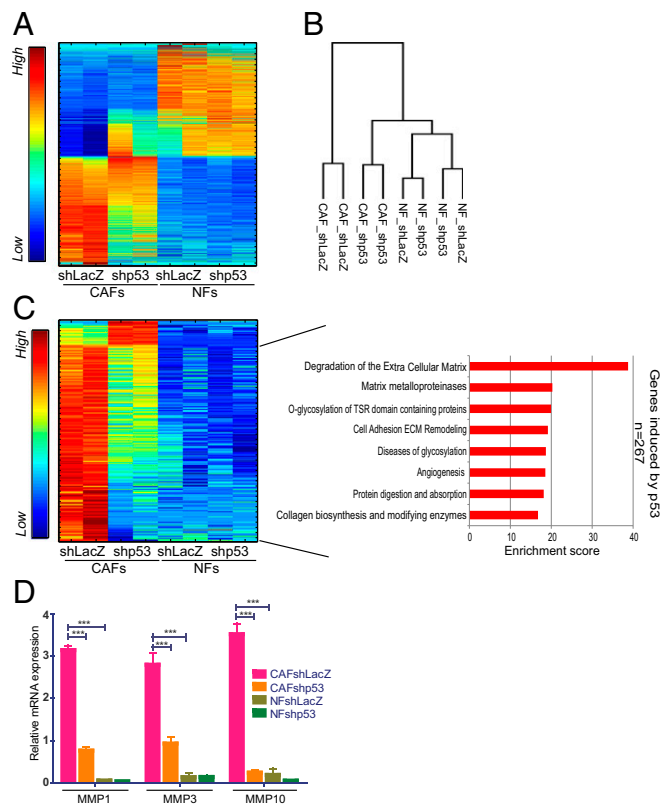 A
High
Low
shLacZ shp53 shLacZ shp53
CAFs NFs
B
CAF_shLacZ
CAF_shLacZ
CAF_shp53
CAF_shp53
NF_shLacZ
NF_shp53
NF_shp53
NF_shLacZ
C
High
Low
shLacZ shp53 shLacZ shp53
CAFs NFs
Degradation of the Extra Cellular Matrix
Matrix metalloproteinases
O-glycosylation of TSR domain containing proteins
Cell Adhesion ECM Remodeling
Diseases of glycosylation
Angiogenesis
Protein digestion and absorption
Collagen biosynthesis and modifying enzymes
0 10 20 30 40
Enrichment score
Genes induced by p53
n=267
D
Relative mRNA expression
4
3
2
1
0
*** *** *** *** *** ***
CAFshLacZ
CAFshp53
NFshLacZ
NFshp53
MMP1 MMP3 MMP10